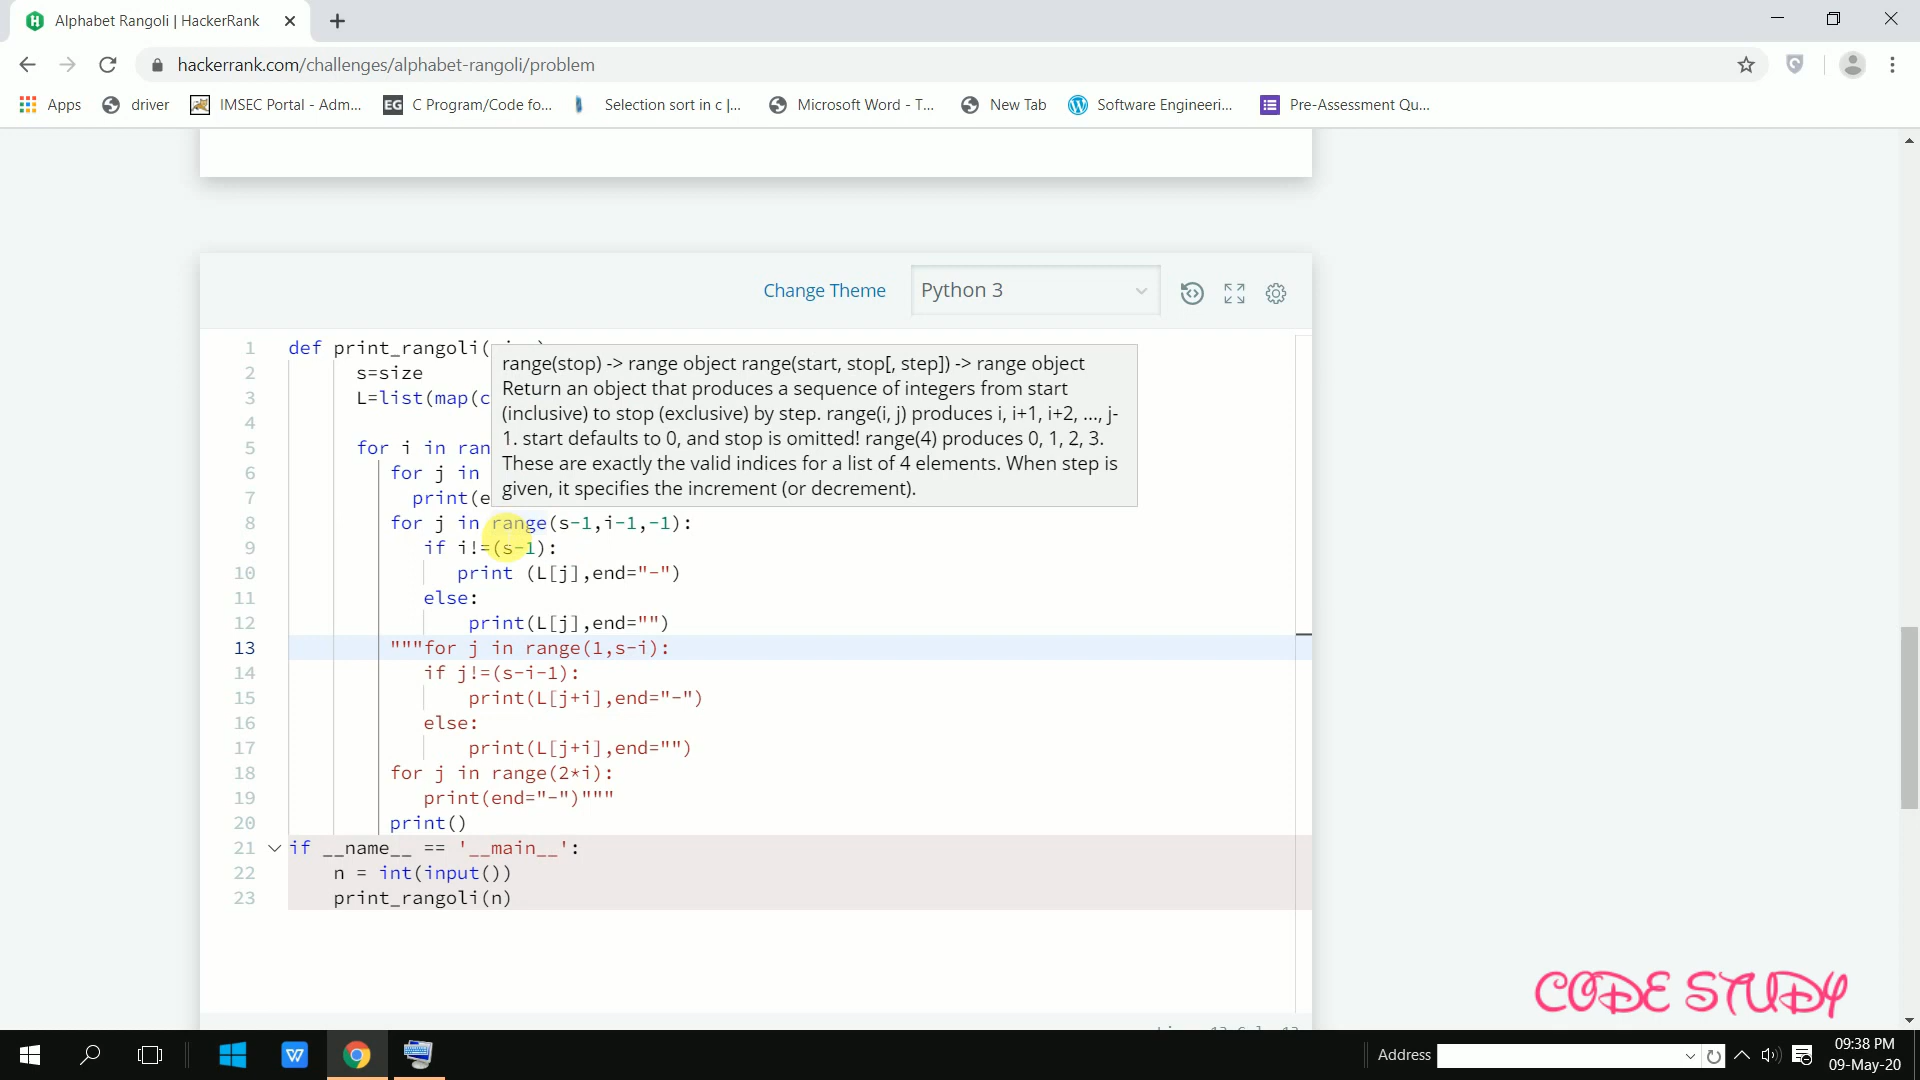 Alphabet Rangoli | HackerRank
hackerrank.com/challenges/alphabet-rangoli/problem
Apps driver IMSEC Portal - Adm... EG C Program/Code fo... Selection sort in c |... Microsoft Word - T... New Tab Software Engineeri... Pre-Assessment Qu...
Change Theme Python 3
1 def print_rangoli(
2 s=size
3 L=list(map(c
4
5 for i in ran
6 for j in
7 print(e
range(stop) -> range object range(start, stop[, step]) -> range object
Return an object that produces a sequence of integers from start
(inclusive) to stop (exclusive) by step. range(i, j) produces i, i+1, i+2, ..., j-
1. start defaults to 0, and stop is omitted! range(4) produces 0, 1, 2, 3.
These are exactly the valid indices for a list of 4 elements. When step is
given, it specifies the increment (or decrement).
8 for j in range(s-1,i-1,-1):
9 if i!=(s-1):
10 print (L[j],end="-")
11 else:
12 print(L[j],end="")
13 """for j in range(1,s-i):
14 if j!=(s-i-1):
15 print(L[j+i],end="-")
16 else:
17 print(L[j+i],end="")
18 for j in range(2*i):
19 print(end="-")"""
20 print()
21 if __name__ == '__main__':
22 n = int(input())
23 print_rangoli(n)
CODE STUDY
W Address 09:38 PM
09-May-20